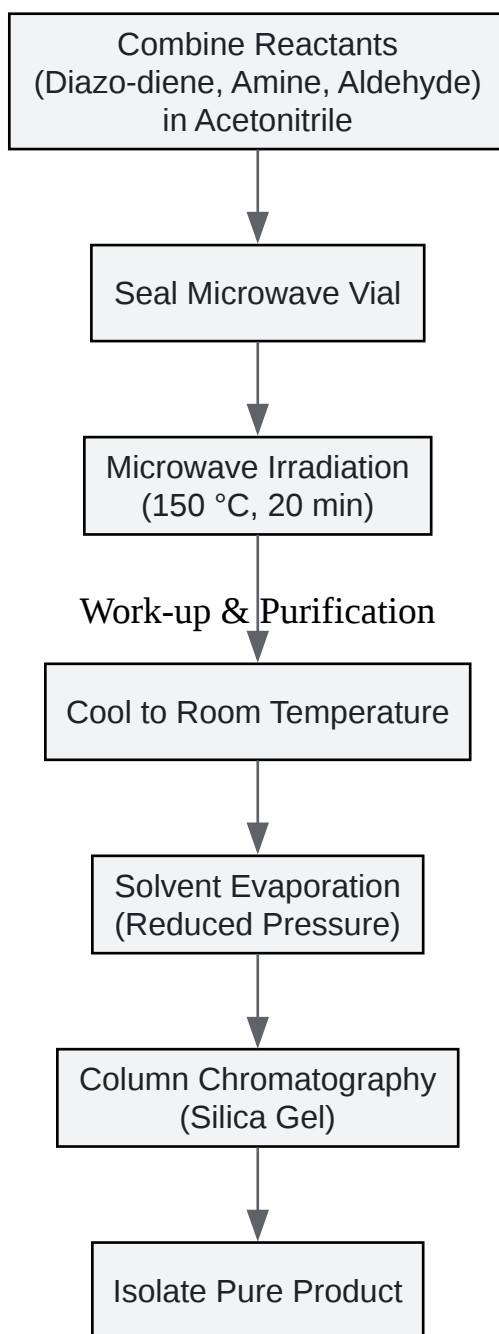 Combine Reactants
(Diazo-diene, Amine, Aldehyde)
in Acetonitrile
Seal Microwave Vial
Microwave Irradiation
(150 °C, 20 min)
Work-up & Purification
Cool to Room Temperature
Solvent Evaporation
(Reduced Pressure)
Column Chromatography
(Silica Gel)
Isolate Pure Product